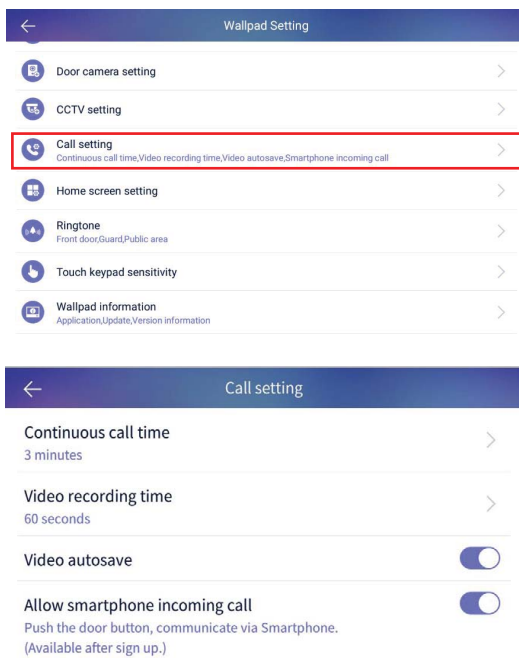 Wallpad Setting
Door camera setting
CCTV setting
Call setting
Continuous call time,Video recording time,Video autosave,Smartphone incoming call
Home screen setting
Ringtone
Front door,Guard,Public area
Touch keypad sensitivity
Wallpad information
Application,Update,Version information
Call setting
Continuous call time
3 minutes
Video recording time
60 seconds
Video autosave
Allow smartphone incoming call
Push the door button, communicate via Smartphone.
(Available after sign up.)